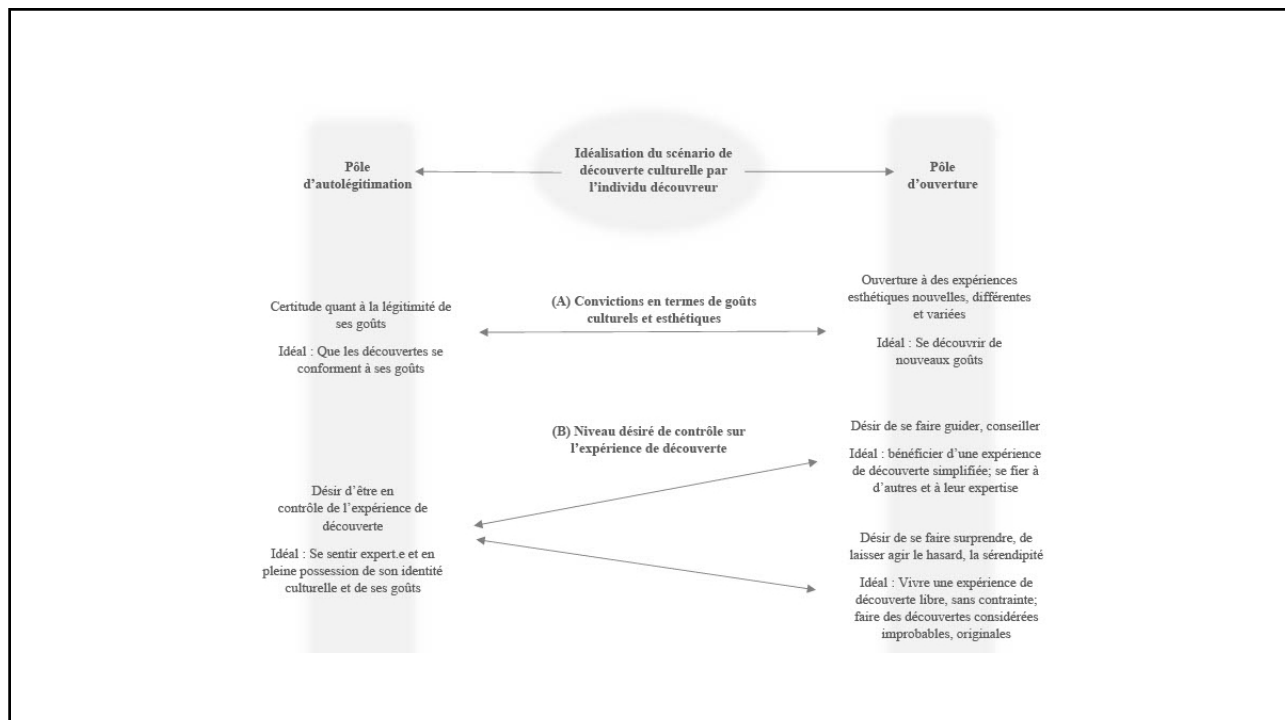 Pôle
d'autolégitimation
Idéalisation du scénario de
découverte culturelle par
l'individu découvreur
Pôle
d'ouverture
Certitude quant à la légitimité de
ses goûts
Idéal : Que les découvertes se
conforment à ses goûts
(A) Convictions en termes de goûts
culturels et esthétiques
Ouverture à des expériences
esthétiques nouvelles, différentes
et variées
Idéal : Se découvrir de
nouveaux goûts
Désir d'être en
contrôle de l'expérience de
découverte
Idéal : Se sentir expert.e et en
pleine possession de son identité
culturelle et de ses goûts
(B) Niveau désiré de contrôle sur
l'expérience de découverte
Désir de se faire guider, conseiller
Idéal : bénéficier d'une expérience
de découverte simplifiée; se fier à
d'autres et à leur expertise
Désir de se faire surprendre, de
laisser agir le hasard, la sérendipité
Idéal : Vivre une expérience de
découverte libre, sans contrainte;
faire des découvertes considérées
improbables, originales